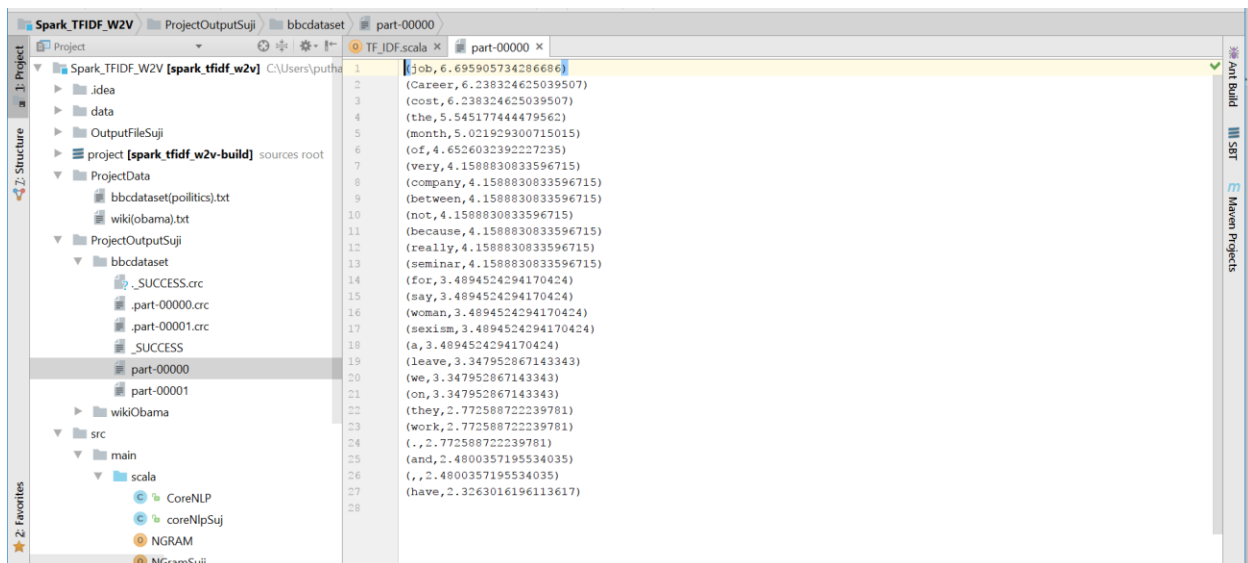 Spark_TFIDF_W2V ProjectOutputSuji bbcdataset part-00000
Project
TF_IDF.scala × part-00000 ×
1: Project
Z: Structure
2: Favorites
Spark_TFIDF_W2V [spark_tfidf_w2v] C:\Users\putha
.idea
data
OutputFileSuji
project [spark_tfidf_w2v-build] sources root
ProjectData
bbcdataset(poilitics).txt
wiki(obama).txt
ProjectOutputSuji
bbcdataset
._SUCCESS.crc
.part-00000.crc
.part-00001.crc
_SUCCESS
part-00000
part-00001
wikiObama
src
main
scala
CoreNLP
coreNlpSuj
NGRAM
NGramSuji
1 (job,6.695905734286686)
2 (Career,6.238324625039507)
3 (cost,6.238324625039507)
4 (the,5.545177444479562)
5 (month,5.021929300715015)
6 (of,4.6526032392227235)
7 (very,4.1588830833596715)
8 (company,4.1588830833596715)
9 (between,4.1588830833596715)
10 (not,4.1588830833596715)
11 (because,4.1588830833596715)
12 (really,4.1588830833596715)
13 (seminar,4.1588830833596715)
14 (for,3.4894524294170424)
15 (say,3.4894524294170424)
16 (woman,3.4894524294170424)
17 (sexism,3.4894524294170424)
18 (a,3.4894524294170424)
19 (leave,3.347952867143343)
20 (we,3.347952867143343)
21 (on,3.347952867143343)
22 (they,2.772588722239781)
23 (work,2.772588722239781)
24 (.,2.772588722239781)
25 (and,2.4800357195534035)
26 (,,2.4800357195534035)
27 (have,2.3263016196113617)
28
Ant Build
SBT
m Maven Projects